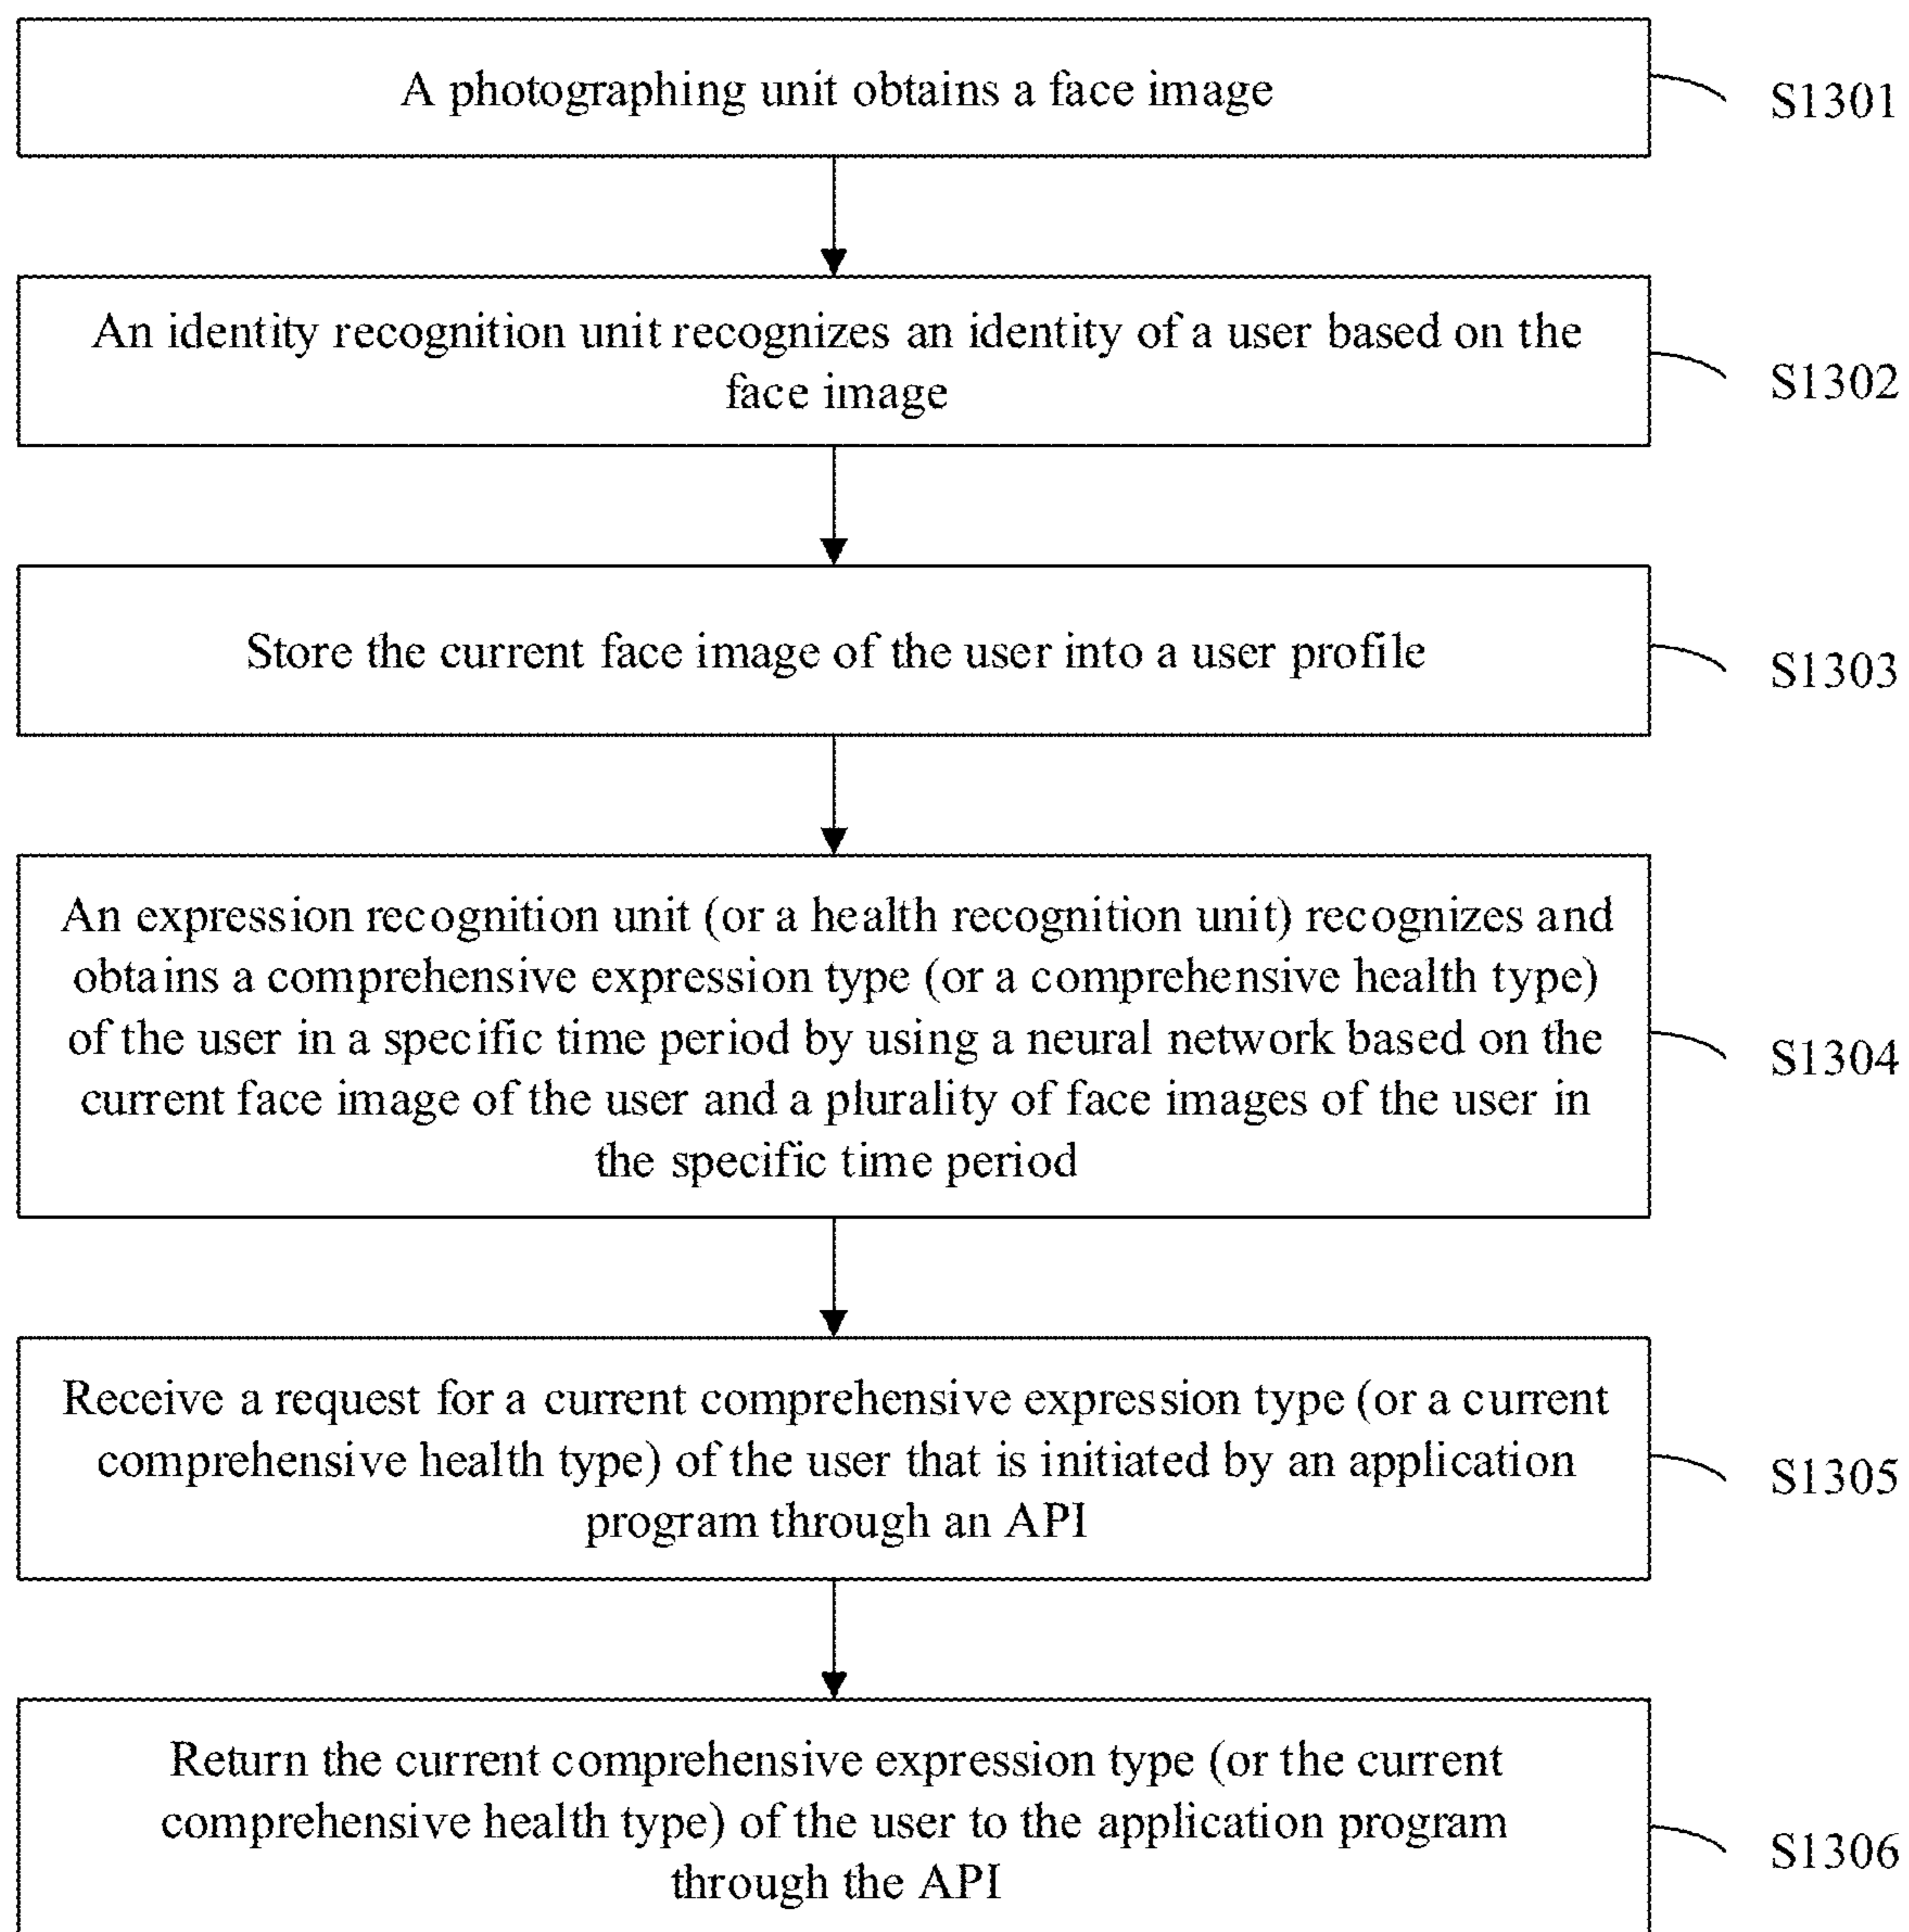 A photographing unit obtains a face image
S1301
An identity recognition unit recognizes an identity of a user based on the
face image
S1302
Store the current face image of the user into a user profile
S1303
An expression recognition unit (or a health recognition unit) recognizes and
obtains a comprehensive expression type (or a comprehensive health type)
of the user in a specific time period by using a neural network based on the
current face image of the user and a plurality of face images of the user in
the specific time period
S1304
Receive a request for a current comprehensive expression type (or a current
comprehensive health type) of the user that is initiated by an application
program through an API
S1305
Return the current comprehensive expression type (or the current
comprehensive health type) of the user to the application program
through the API
S1306